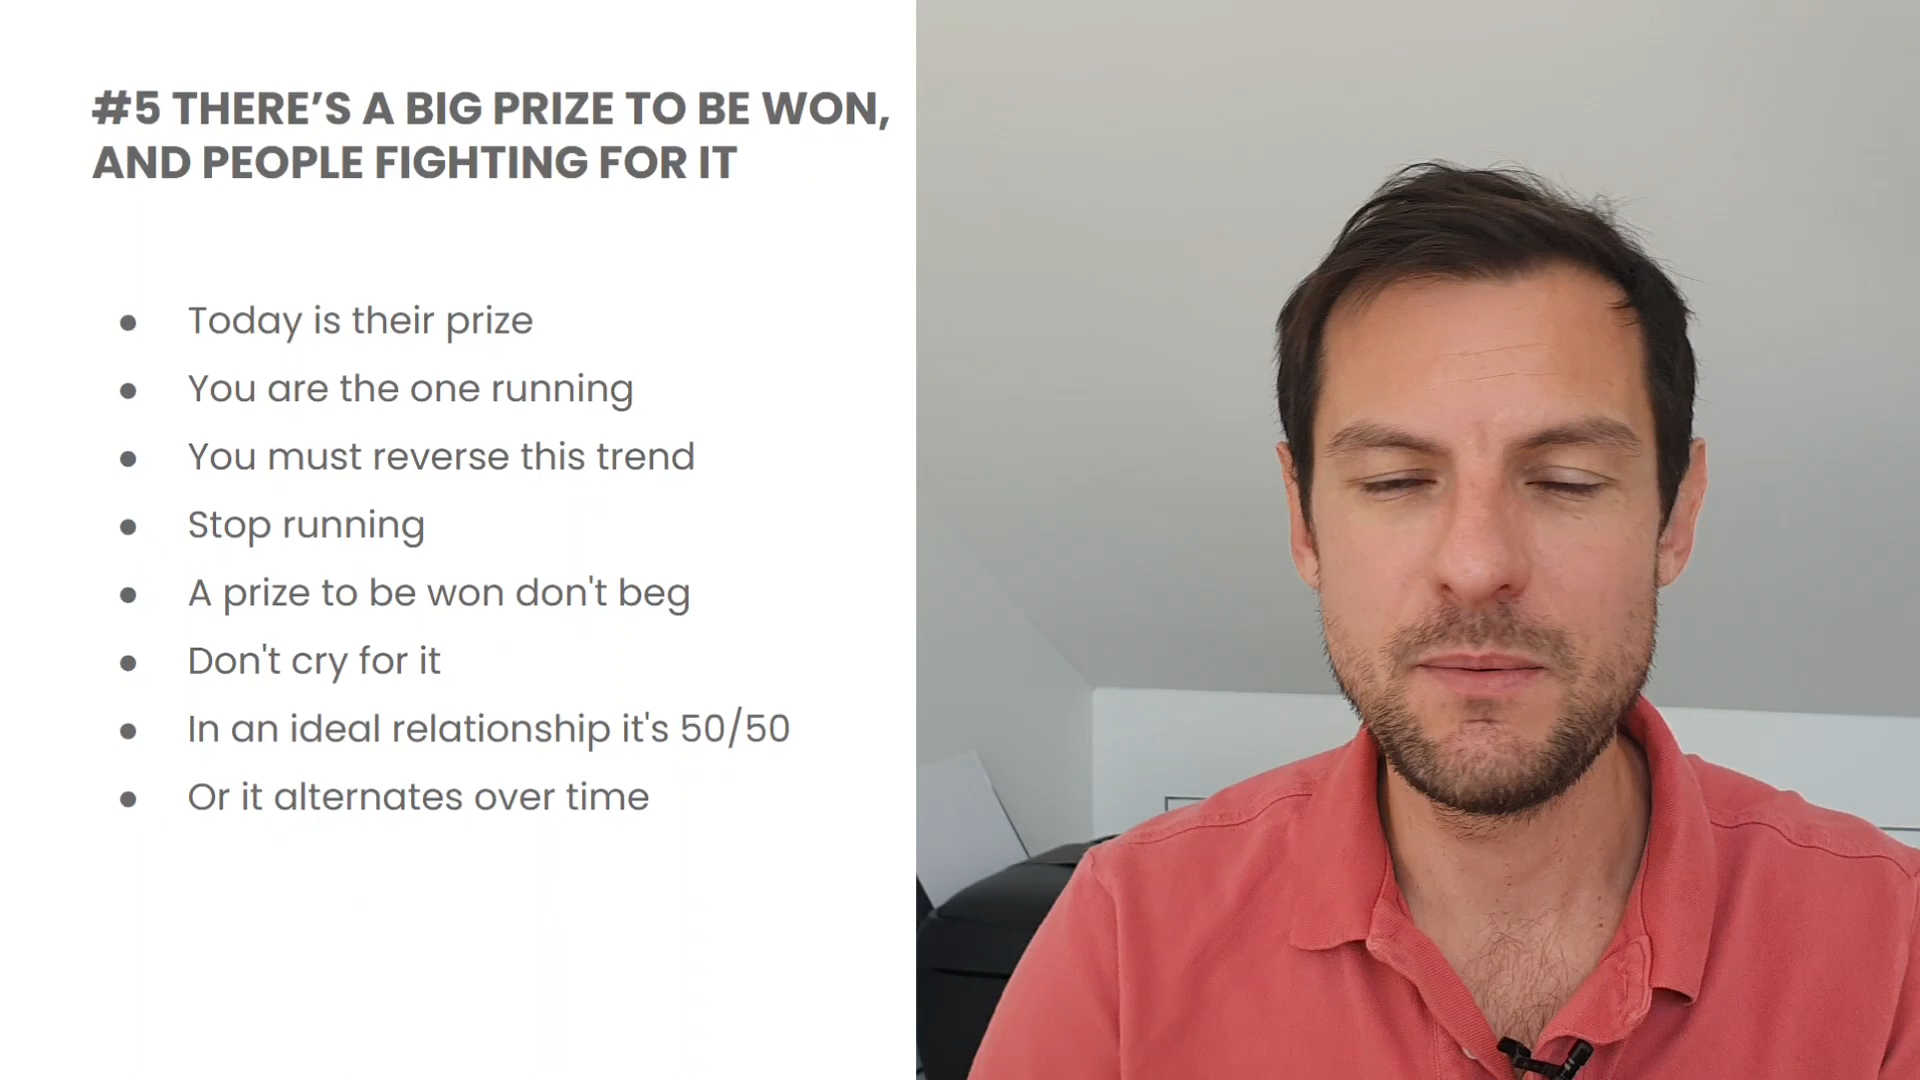 #5 THERE’S A BIG PRIZE TO BE WON,
AND PEOPLE FIGHTING FOR IT
● Today is their prize
● You are the one running
● You must reverse this trend
● Stop running
● A prize to be won don't beg
● Don't cry for it
● In an ideal relationship it's 50/50
● Or it alternates over time